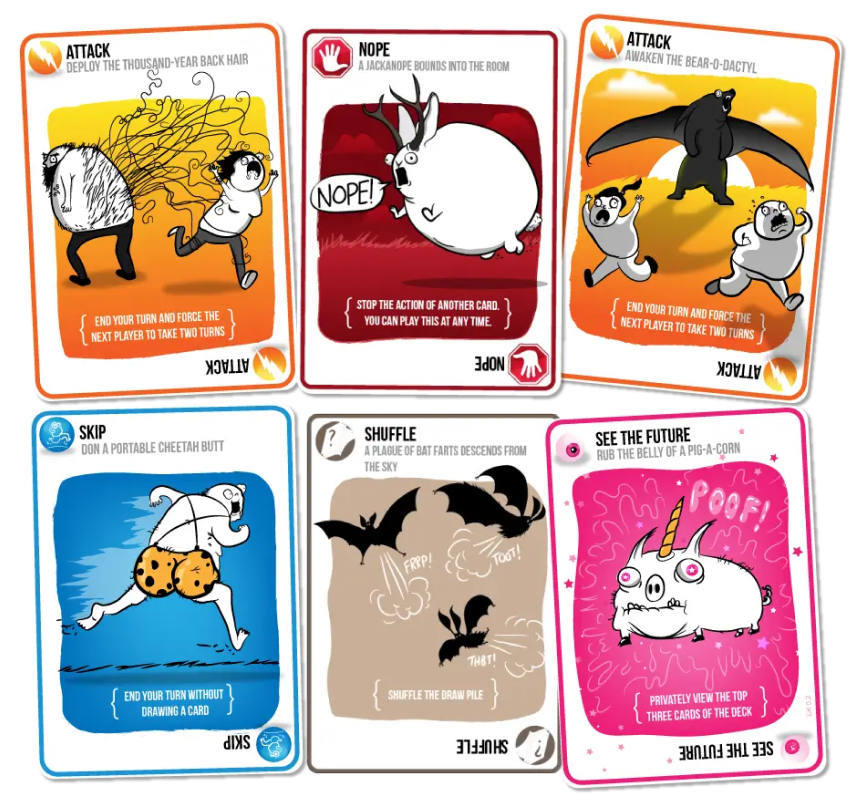 ATTACK
DEPLOY THE THOUSAND-YEAR BACK HAIR
END YOUR TURN AND FORCE THE
NEXT PLAYER TO TAKE TWO TURNS
ATTACK
NOPE
A JACKANOPE BOUNDS INTO THE ROOM
NOPE!
STOP THE ACTION OF ANOTHER CARD.
YOU CAN PLAY THIS AT ANY TIME.
NOPE
ATTACK
AWAKEN THE BEAR-O-DACTYL
END YOUR TURN AND FORCE THE
NEXT PLAYER TO TAKE TWO TURNS
ATTACK
SKIP
DON A PORTABLE CHEETAH BUTT
END YOUR TURN WITHOUT
DRAWING A CARD
SKIP
SHUFFLE
A PLAGUE OF BAT FARTS DESCENDS FROM
THE SKY
FRRP!
TOOT!
THBT!
SHUFFLE THE DRAW PILE
SHUFFLE
SEE THE FUTURE
RUB THE BELLY OF A PIG-A-CORN
POOF!
PRIVATELY VIEW THE TOP
THREE CARDS OF THE DECK
SEE THE FUTURE